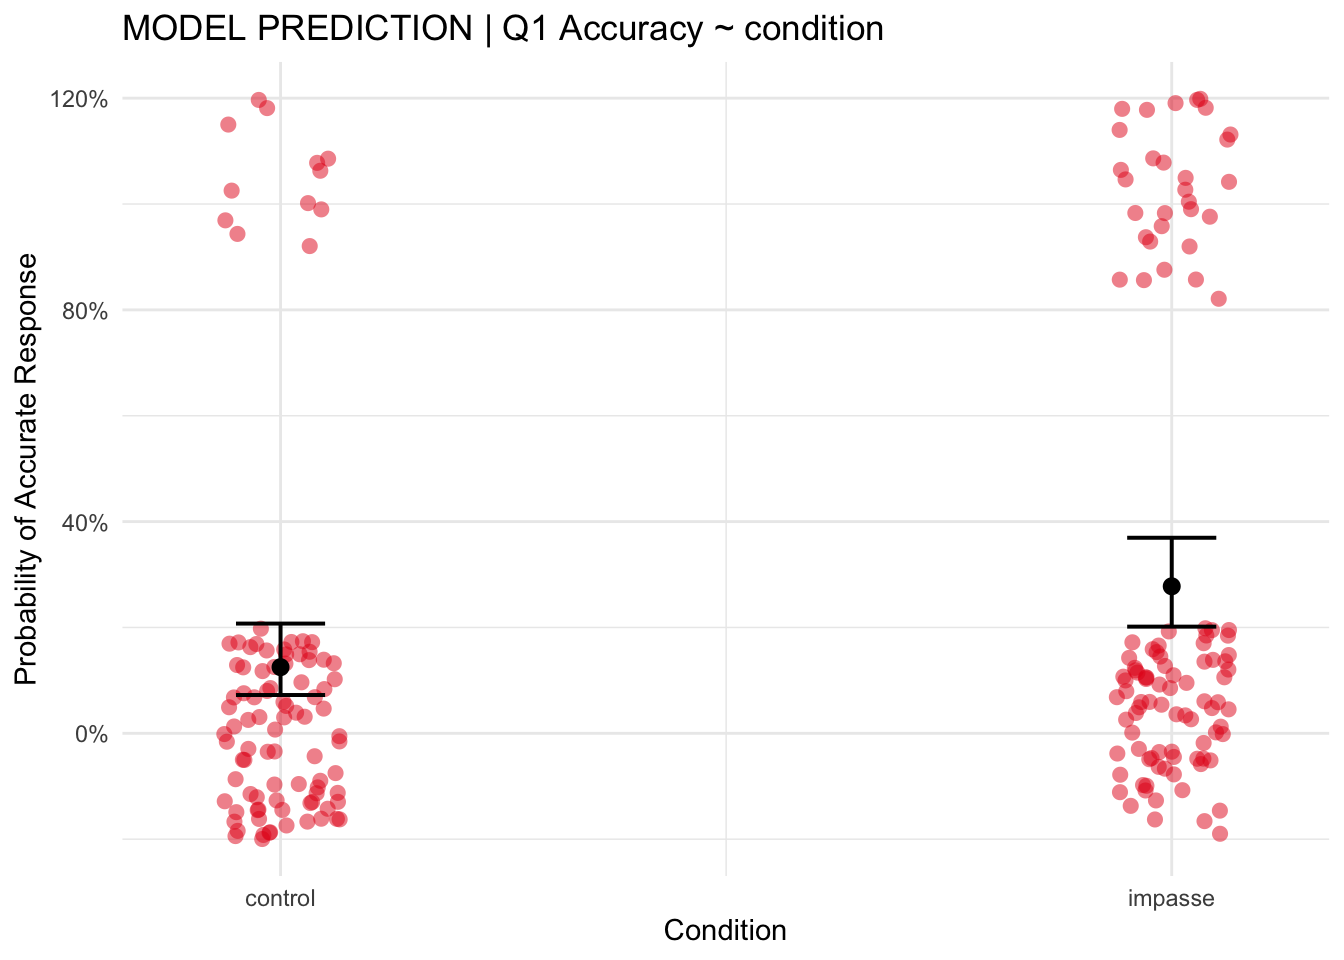 MODEL PREDICTION | Q1 Accuracy ~ condition
Probability of Accurate Response
120%
80%
40%
0%
control
impasse
Condition